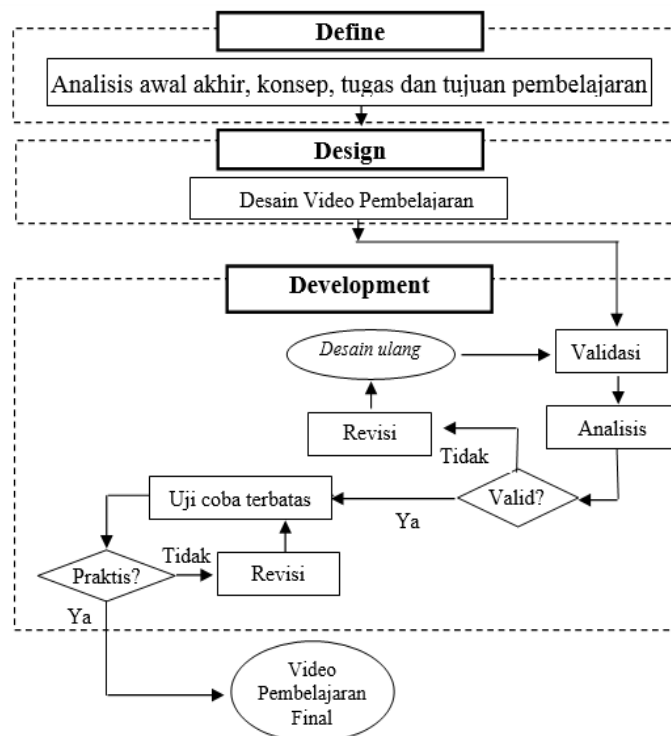 Define
Analisis awal akhir, konsep, tugas dan tujuan pembelajaran
Design
Desain Video Pembelajaran
Development
Desain ulang
Validasi
Revisi
Analisis
Tidak
Valid?
Ya
Uji coba terbatas
Praktis?
Tidak
Revisi
Ya
Video
Pembelajaran
Final